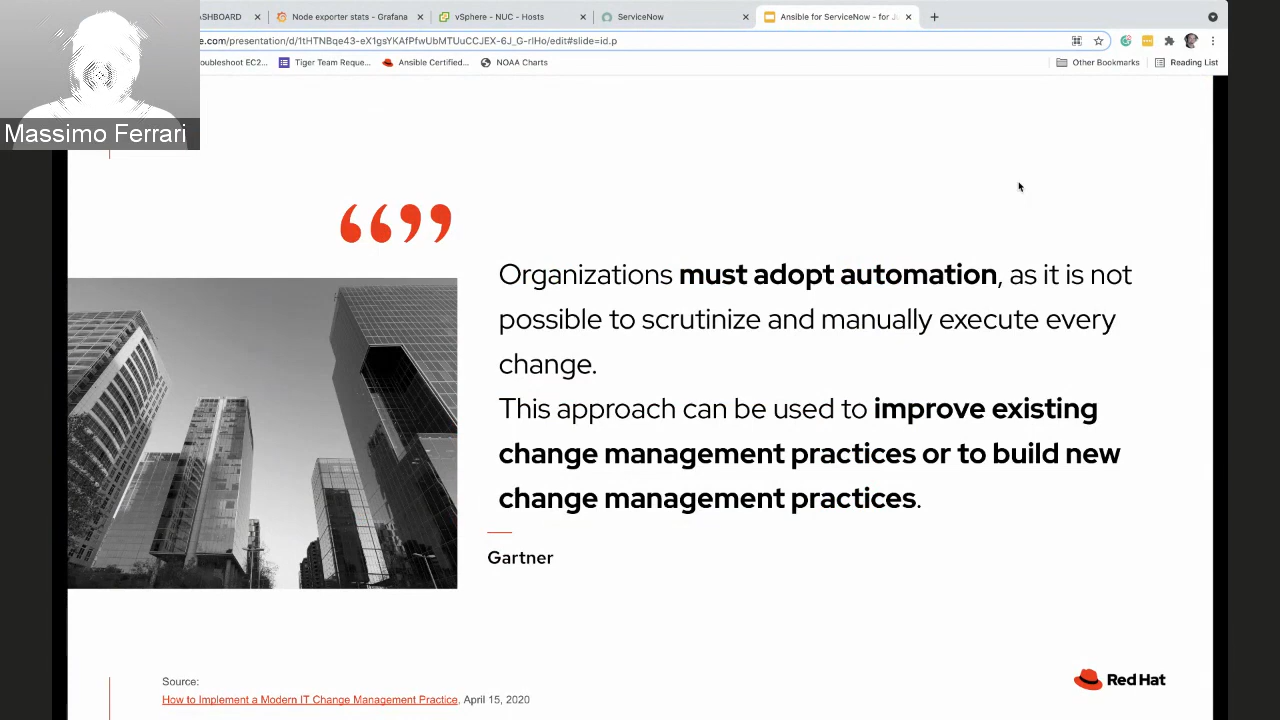 ASHBOARD
Node exporter stats - Grafana
vSphere - NUC - Hosts
ServiceNow
Ansible for ServiceNow - for J
e.com/presentation/d/1tHTNBqe43-eX1gsYKAfPfwUbMTUuCCJEX-6J_G-rIHo/edit#slide=id.p
oubleshoot EC2...
Tiger Team Reque...
Ansible Certified...
NOAA Charts
Other Bookmarks
Reading List
Massimo Ferrari
““””
Organizations must adopt automation, as it is not
possible to scrutinize and manually execute every
change.
This approach can be used to improve existing
change management practices or to build new
change management practices.
Gartner
Source:
How to Implement a Modern IT Change Management Practice. April 15, 2020
Red Hat